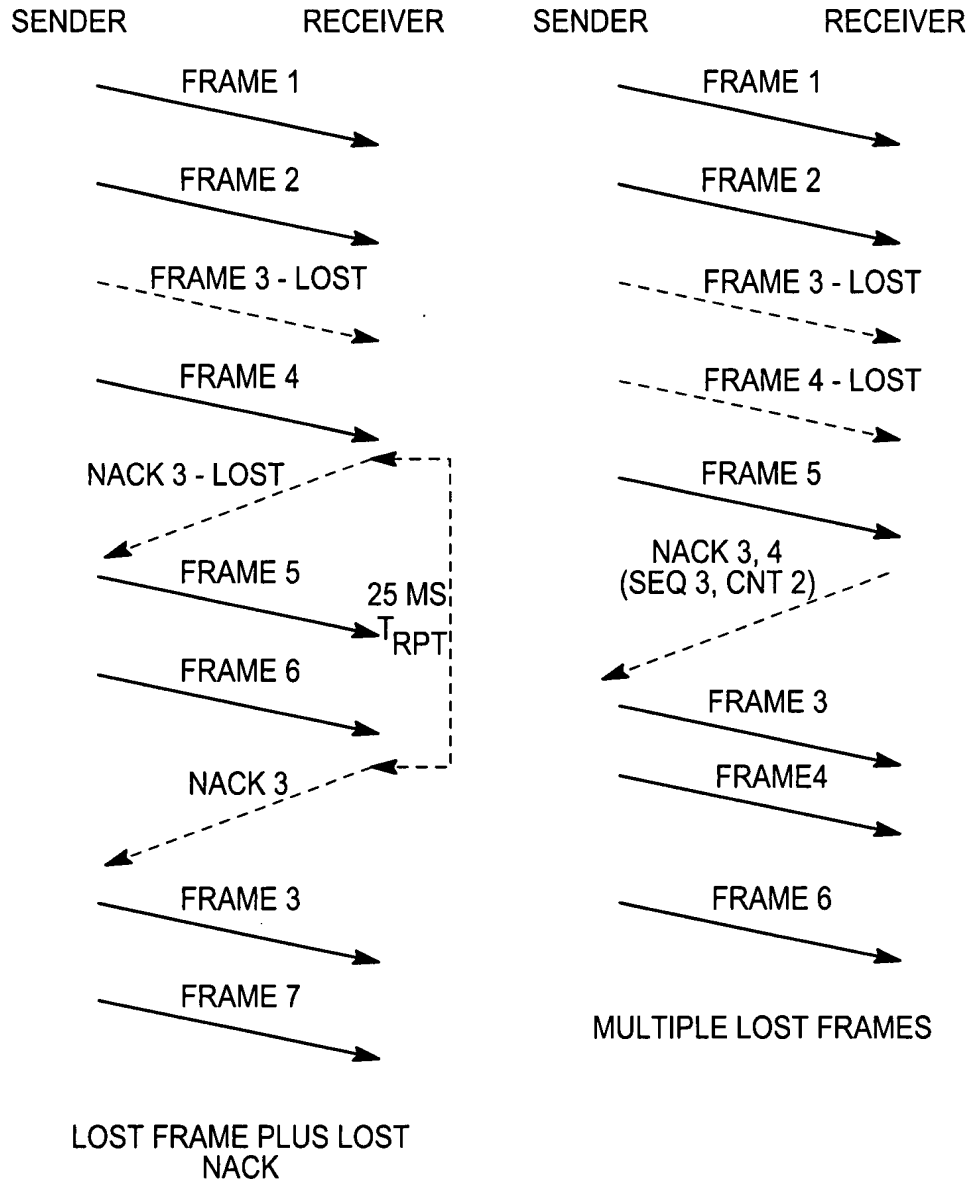 SENDER
RECEIVER
FRAME 1
FRAME 2
FRAME 3 - LOST
FRAME 4
NACK 3 - LOST
FRAME 5
25 MS
TRPT
FRAME 6
NACK 3
FRAME 3
FRAME 7
LOST FRAME PLUS LOST
NACK
SENDER
RECEIVER
FRAME 1
FRAME 2
FRAME 3 - LOST
FRAME 4 - LOST
FRAME 5
NACK 3, 4
(SEQ 3, CNT 2)
FRAME 3
FRAME4
FRAME 6
MULTIPLE LOST FRAMES